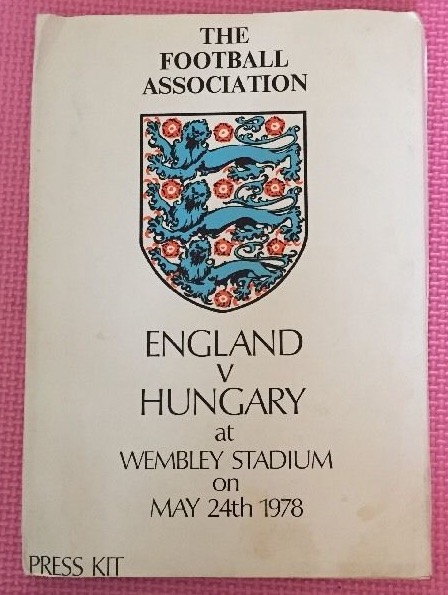 THE
FOOTBALL
ASSOCIATION
ENGLAND
V
HUNGARY
at
WEMBLEY STADIUM
on
MAY 24th 1978
PRESS KIT